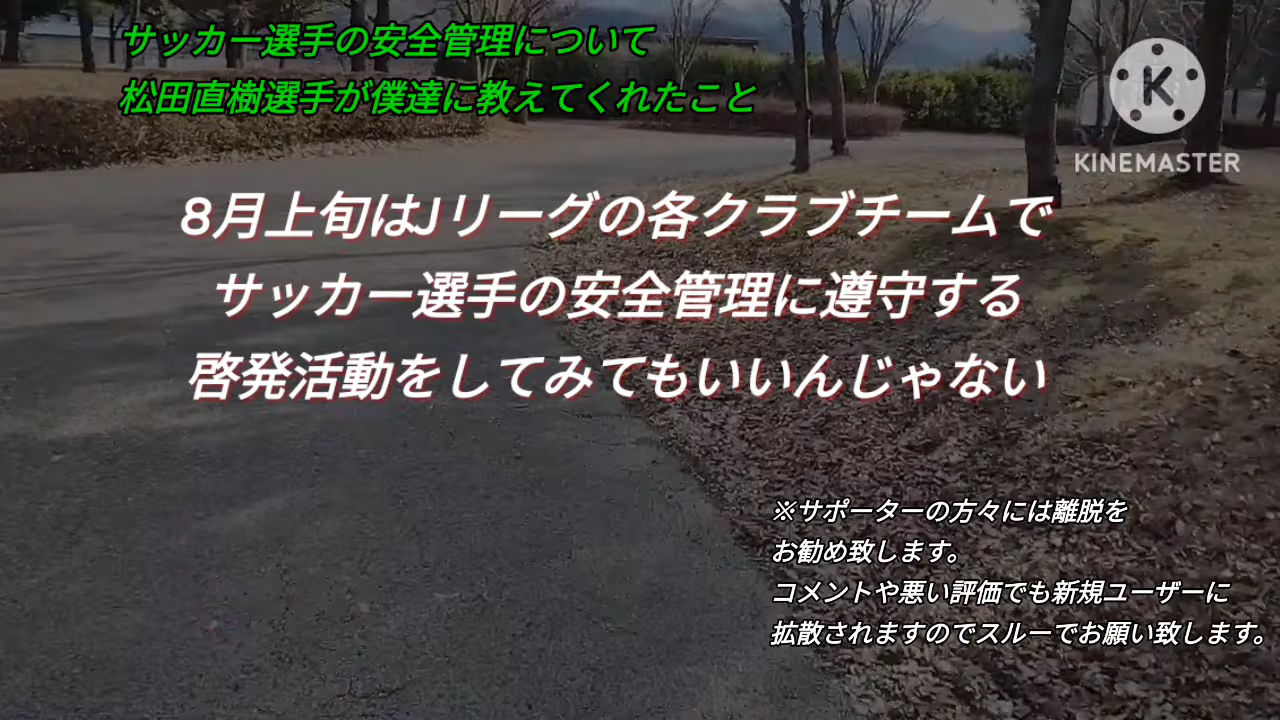 サッカー選手の安全管理について
松田直樹選手が僕達に教えてくれたこと
KINEMASTER
8月上旬はJリーグの各クラブチームで
サッカー選手の安全管理に遵守する
啓発活動をしてみてもいいんじゃない
※サポーターの方々には離脱を
お勧め致します。
コメントや悪い評価でも新規ユーザーに
拡散されますのでスルーでお願い致します。